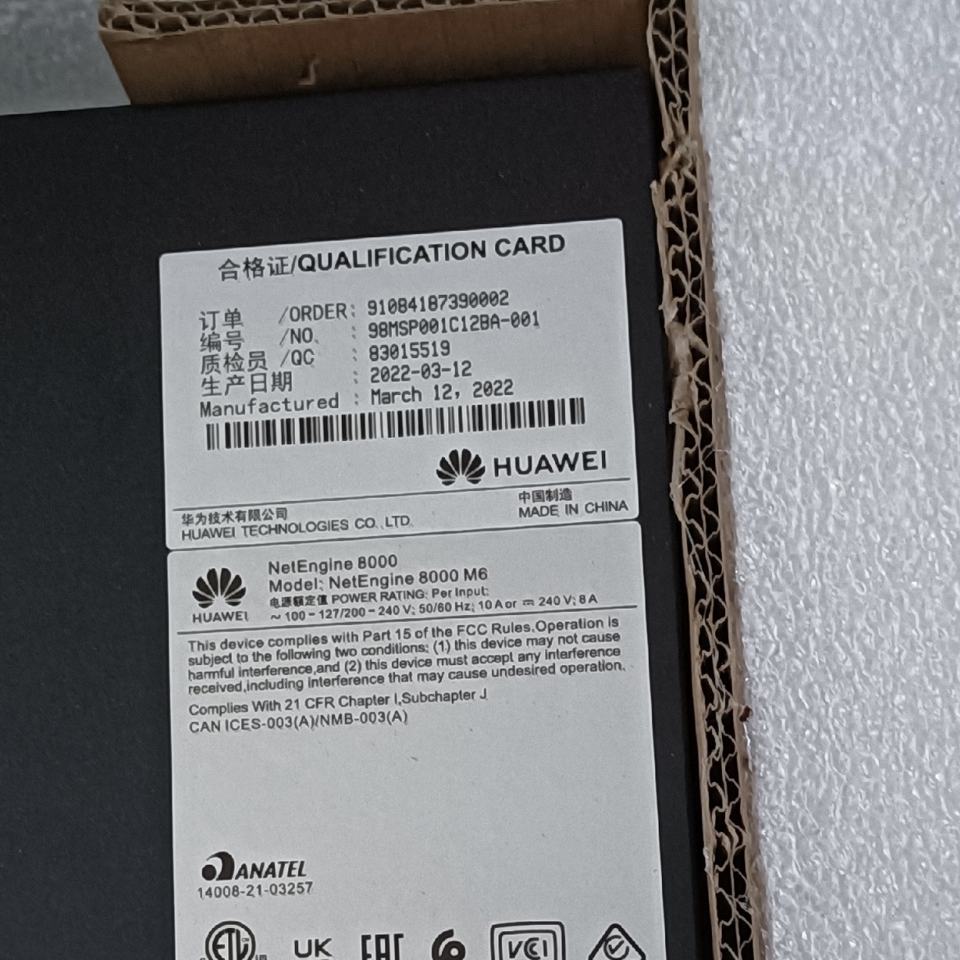 合格证/QUALIFICATION CARD
订单 /ORDER: 91084187390002
编号 /NO. : 98MSP001C12BA-001
质检员 /QC : 83015519
生产日期 : 2022-03-12
Manufactured : March 12, 2022
HUAWEI
华为技术有限公司
中国制造
HUAWEI TECHNOLOGIES CO., LTD.
MADE IN CHINA
HUAWEI
NetEngine 8000
Model: NetEngine 8000 M6
电源额定值 POWER RATING: Per Input:
~ 100-127/200-240 V; 50/60 Hz; 10 A or ⎓ 240 V; 8 A
This device complies with Part 15 of the FCC Rules.Operation is
subject to the following two conditions: (1) this device may not cause
harmful interference,and (2) this device must accept any interference
received,including interference that may cause undesired operation.
Complies With 21 CFR Chapter I,Subchapter J
CAN ICES-003(A)/NMB-003(A)
ANATEL
14008-21-03257
ETL
UK
EAC
VCCI